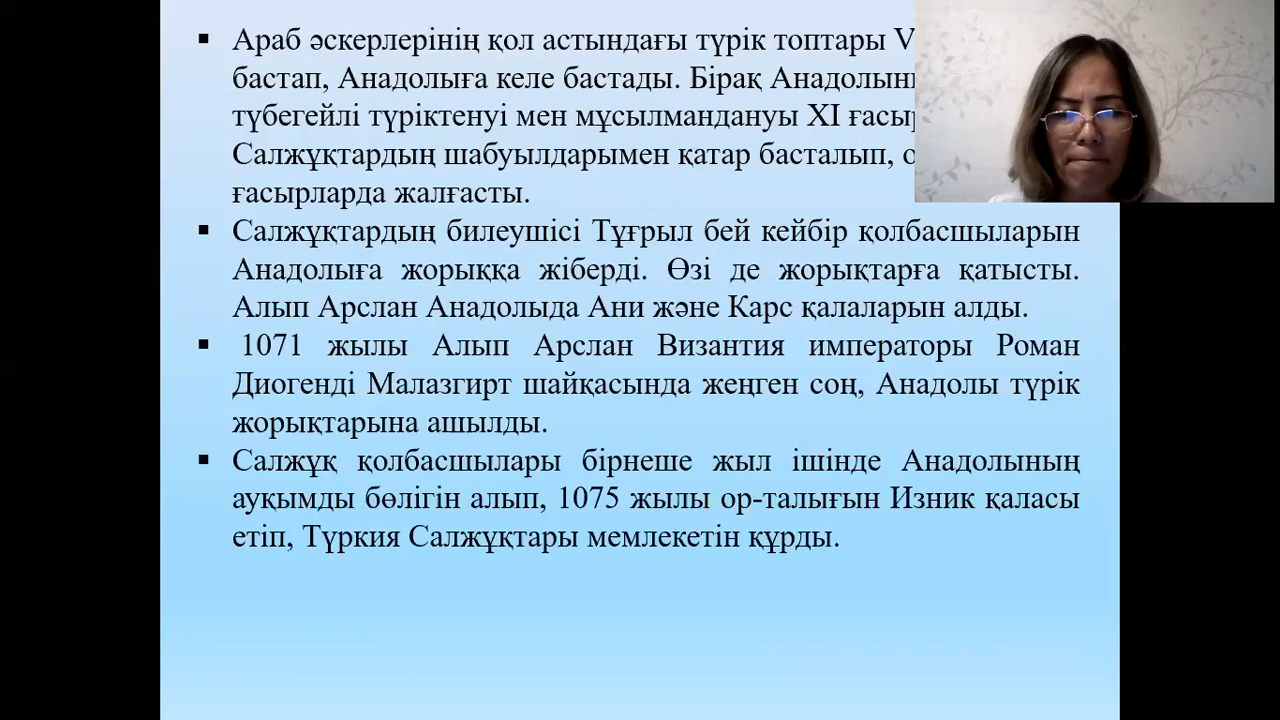 ▪ Араб әскерлерінің қол астындағы түрік топтары
бастап, Анадолыға келе бастады. Бірақ
түбегейлі түріктенуі мен мұсылмандануы XI
Салжұқтардың шабуылдарымен қатар басталып,
ғасырларда жалғасты.
▪ Салжұқтардың билеушісі Тұғрыл бей кейбір қолбасшыларын
Анадолыға жорыққа жіберді. Өзі де жорықтарға қатысты.
Алып Арслан Анадолыда Ани және Карс қалаларын алды.
▪ 1071 жылы Алып Арслан Византия императоры Роман
Диогенді Малазгирт шайқасында жеңген соң, Анадолы түрік
жорықтарына ашылды.
▪ Салжұқ қолбасшылары бірнеше жыл ішінде Анадолының
ауқымды бөлігін алып, 1075 жылы ор-талығын Изник қаласы
етіп, Түркия Салжұқтары мемлекетін құрды.